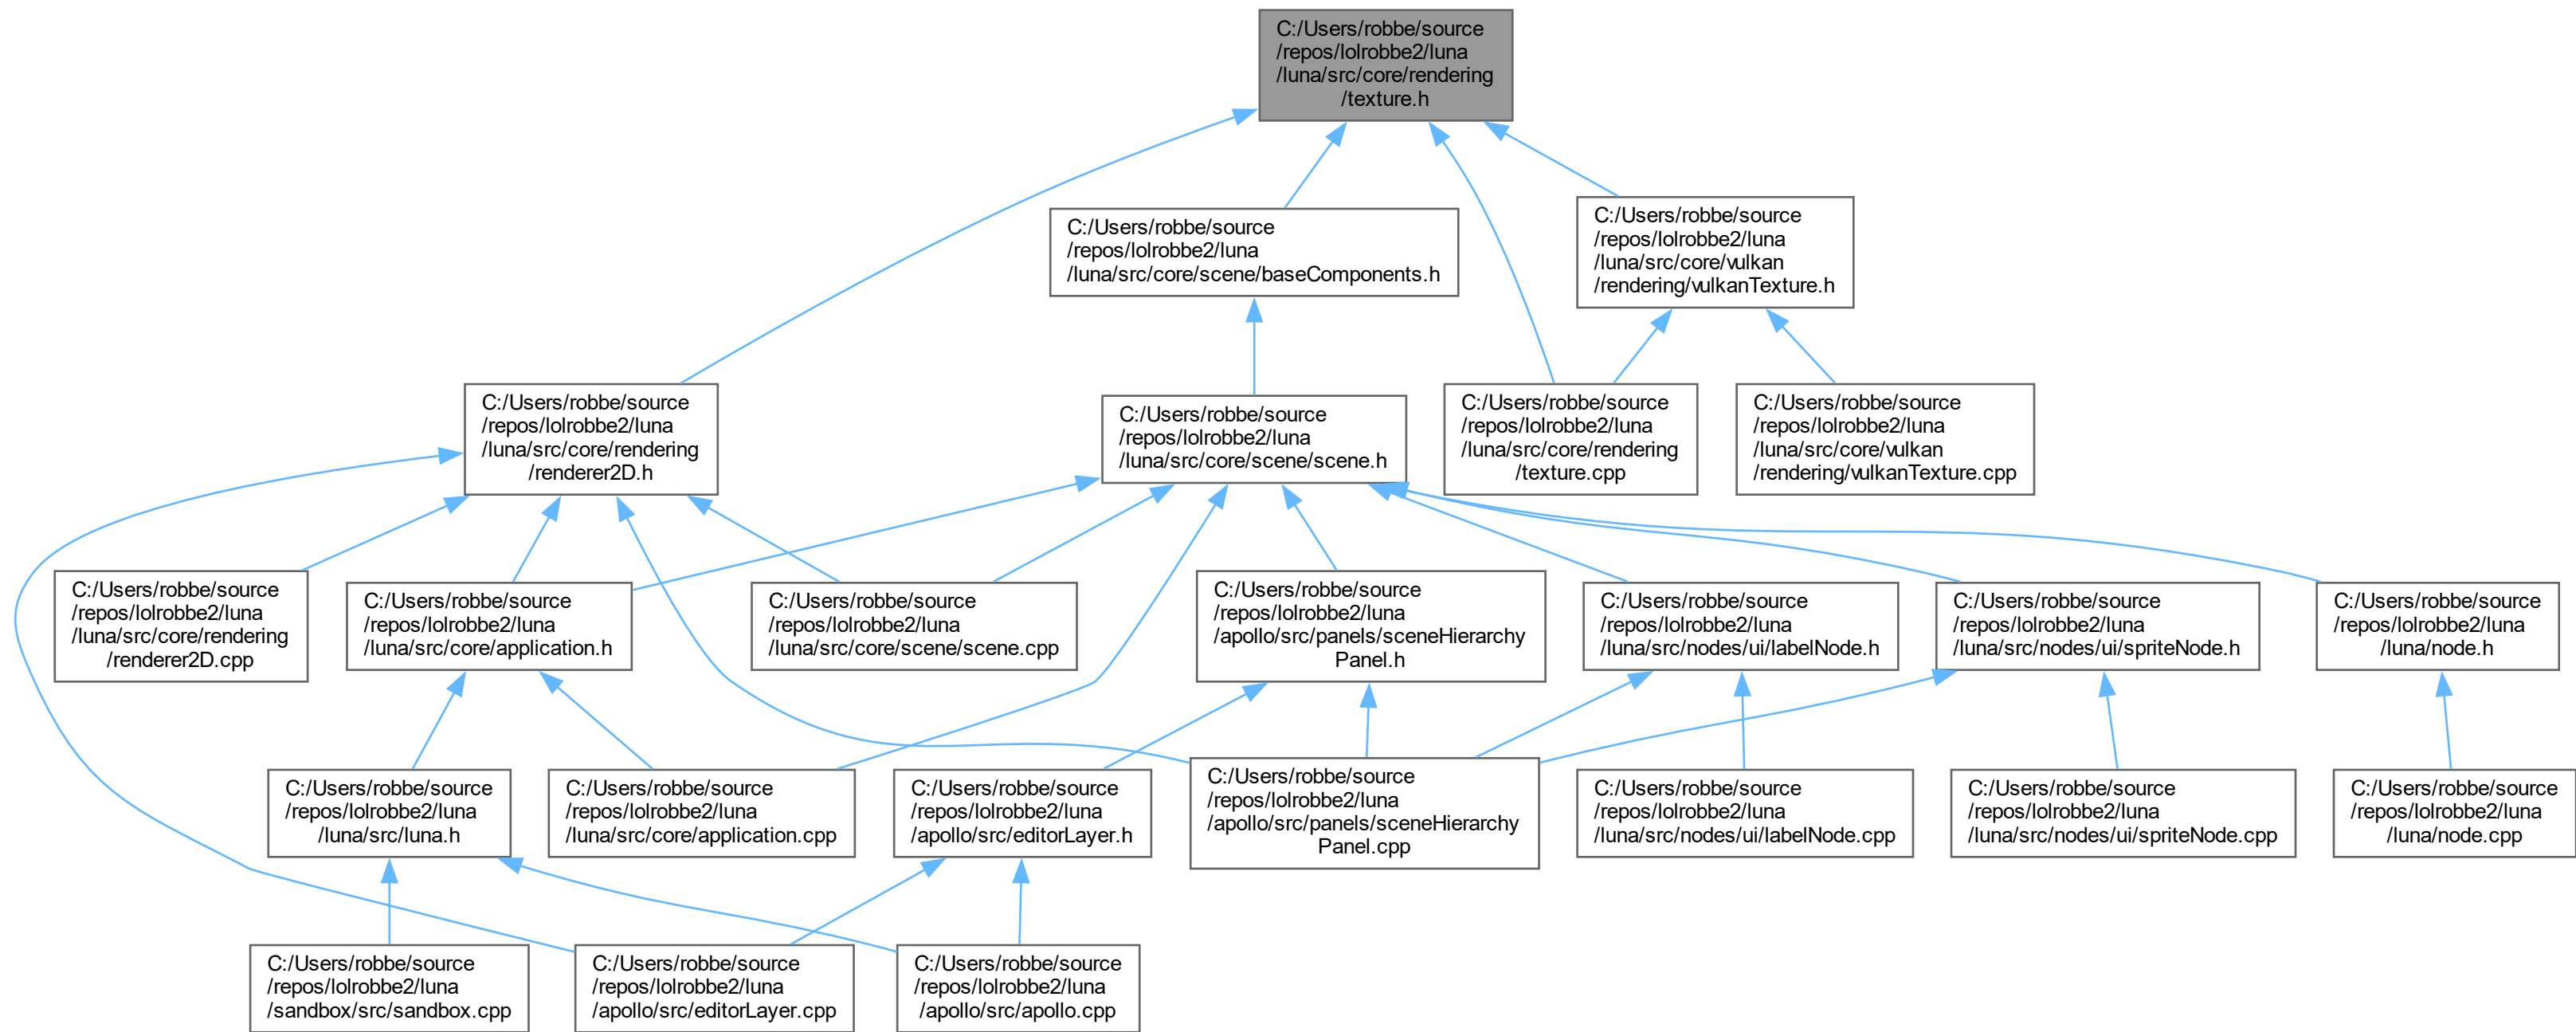 C:/Users/robbe/source
/repos/lolrobbe2/luna
/luna/src/core/rendering
/texture.h
C:/Users/robbe/source
/repos/lolrobbe2/luna
/luna/src/core/scene/baseComponents.h
C:/Users/robbe/source
/repos/lolrobbe2/luna
/luna/src/core/vulkan
/rendering/vulkanTexture.h
C:/Users/robbe/source
/repos/lolrobbe2/luna
/luna/src/core/rendering
/renderer2D.h
C:/Users/robbe/source
/repos/lolrobbe2/luna
/luna/src/core/scene/scene.h
C:/Users/robbe/source
/repos/lolrobbe2/luna
/luna/src/core/rendering
/texture.cpp
C:/Users/robbe/source
/repos/lolrobbe2/luna
/luna/src/core/vulkan
/rendering/vulkanTexture.cpp
C:/Users/robbe/source
/repos/lolrobbe2/luna
/luna/src/core/rendering
/renderer2D.cpp
C:/Users/robbe/source
/repos/lolrobbe2/luna
/luna/src/core/application.h
C:/Users/robbe/source
/repos/lolrobbe2/luna
/luna/src/core/scene/scene.cpp
C:/Users/robbe/source
/repos/lolrobbe2/luna
/apollo/src/panels/sceneHierarchy
Panel.h
C:/Users/robbe/source
/repos/lolrobbe2/luna
/luna/src/nodes/ui/labelNode.h
C:/Users/robbe/source
/repos/lolrobbe2/luna
/luna/src/nodes/ui/spriteNode.h
C:/Users/robbe/source
/repos/lolrobbe2/luna
/luna/node.h
C:/Users/robbe/source
/repos/lolrobbe2/luna
/luna/src/luna.h
C:/Users/robbe/source
/repos/lolrobbe2/luna
/luna/src/core/application.cpp
C:/Users/robbe/source
/repos/lolrobbe2/luna
/apollo/src/editorLayer.h
C:/Users/robbe/source
/repos/lolrobbe2/luna
/apollo/src/panels/sceneHierarchy
Panel.cpp
C:/Users/robbe/source
/repos/lolrobbe2/luna
/luna/src/nodes/ui/labelNode.cpp
C:/Users/robbe/source
/repos/lolrobbe2/luna
/luna/src/nodes/ui/spriteNode.cpp
C:/Users/robbe/source
/repos/lolrobbe2/luna
/luna/node.cpp
C:/Users/robbe/source
/repos/lolrobbe2/luna
/sandbox/src/sandbox.cpp
C:/Users/robbe/source
/repos/lolrobbe2/luna
/apollo/src/editorLayer.cpp
C:/Users/robbe/source
/repos/lolrobbe2/luna
/apollo/src/apollo.cpp